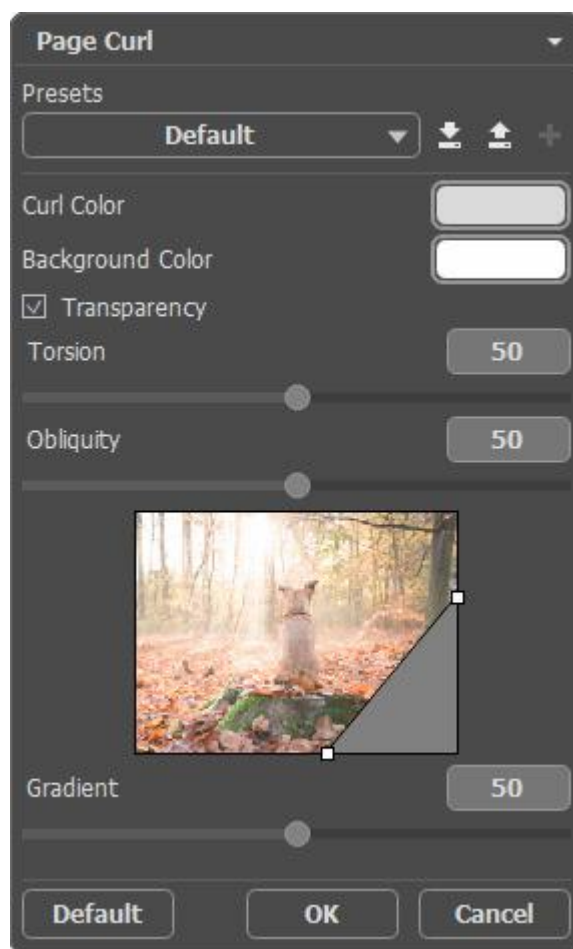 Page Curl
Presets
Default
Curl Color
Background Color
Transparency
Torsion 50
Obliquity 50
Gradient 50
Default OK Cancel